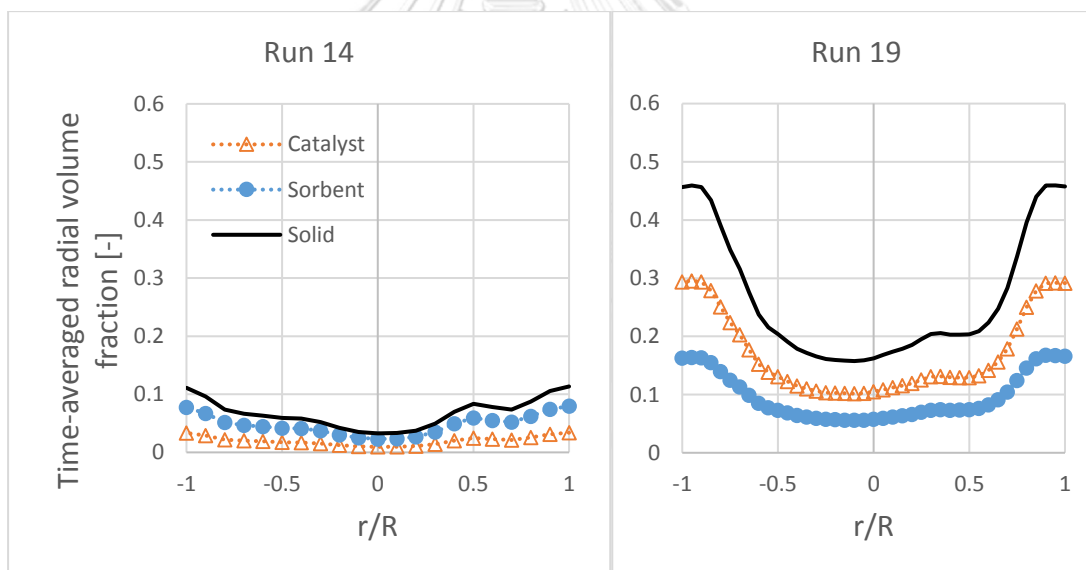 Run 14
Time-averaged radial volume
fraction [-]
0.6
0.5
0.4
0.3
0.2
0.1
0
Catalyst
Sorbent
Solid
-1 -0.5 0 0.5 1
r/R
Run 19
0.6
0.5
0.4
0.3
0.2
0.1
0
-1 -0.5 0 0.5 1
r/R